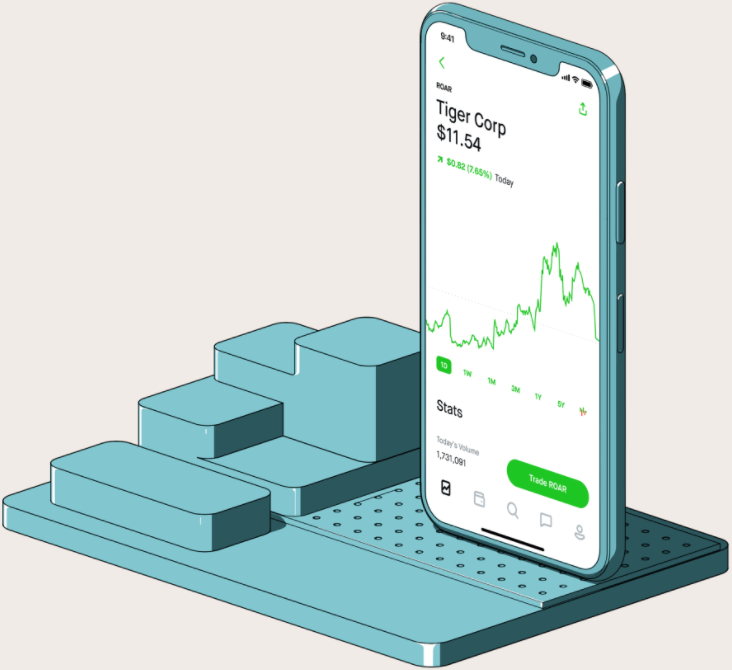 9:41
ROAR
Tiger Corp
$11.54
$0.82 (7.65%) Today
1D 1W 1M 3M 1Y 5Y
Stats
Today's Volume
1,731,091
Trade ROAR